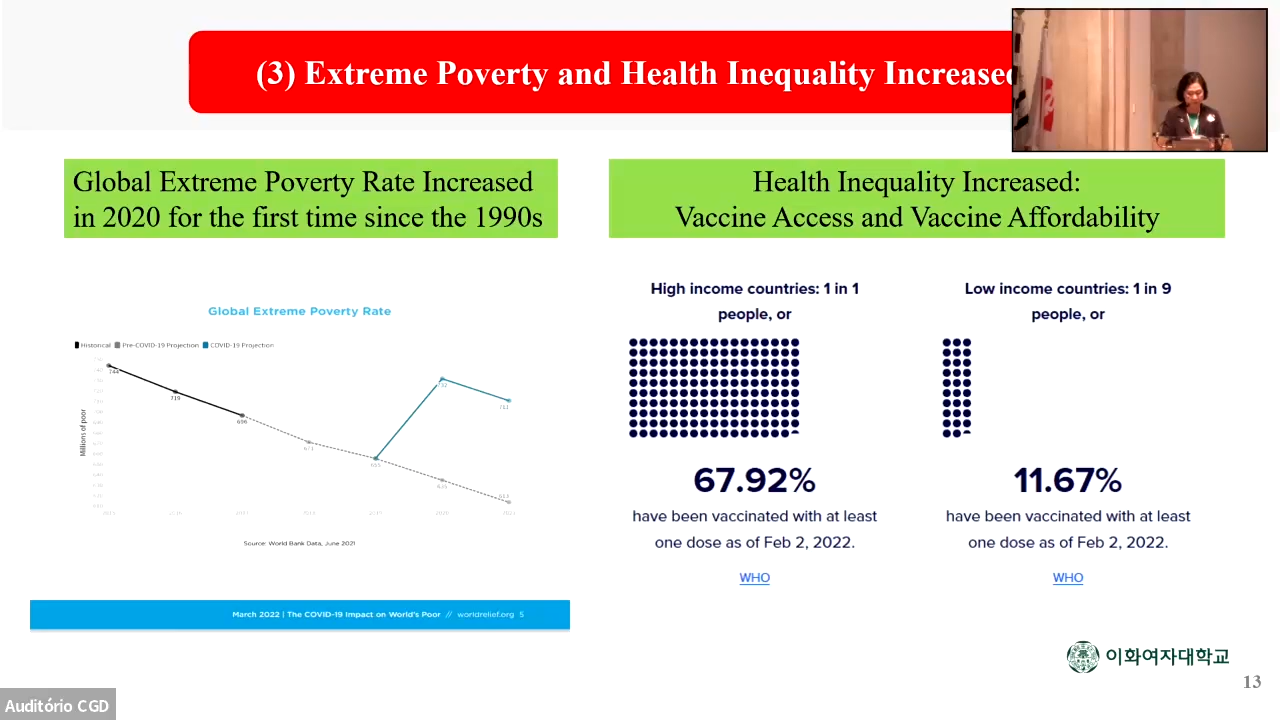 (3) Extreme Poverty and Health Inequality Increased
Global Extreme Poverty Rate Increased
in 2020 for the first time since the 1990s
Health Inequality Increased:
Vaccine Access and Vaccine Affordability
Global Extreme Poverty Rate
Historical Pre-COVID-19 Projection COVID-19 Projection
Millions of poor
744
719
696
671
655
732
711
635
613
Source: World Bank Data, June 2021
March 2022 | The COVID-19 Impact on World's Poor // worldrelief.org 5
High income countries: 1 in 1
people, or
67.92%
have been vaccinated with at least
one dose as of Feb 2, 2022.
WHO
Low income countries: 1 in 9
people, or
11.67%
have been vaccinated with at least
one dose as of Feb 2, 2022.
WHO
이화여자대학교
13
Auditório CGD